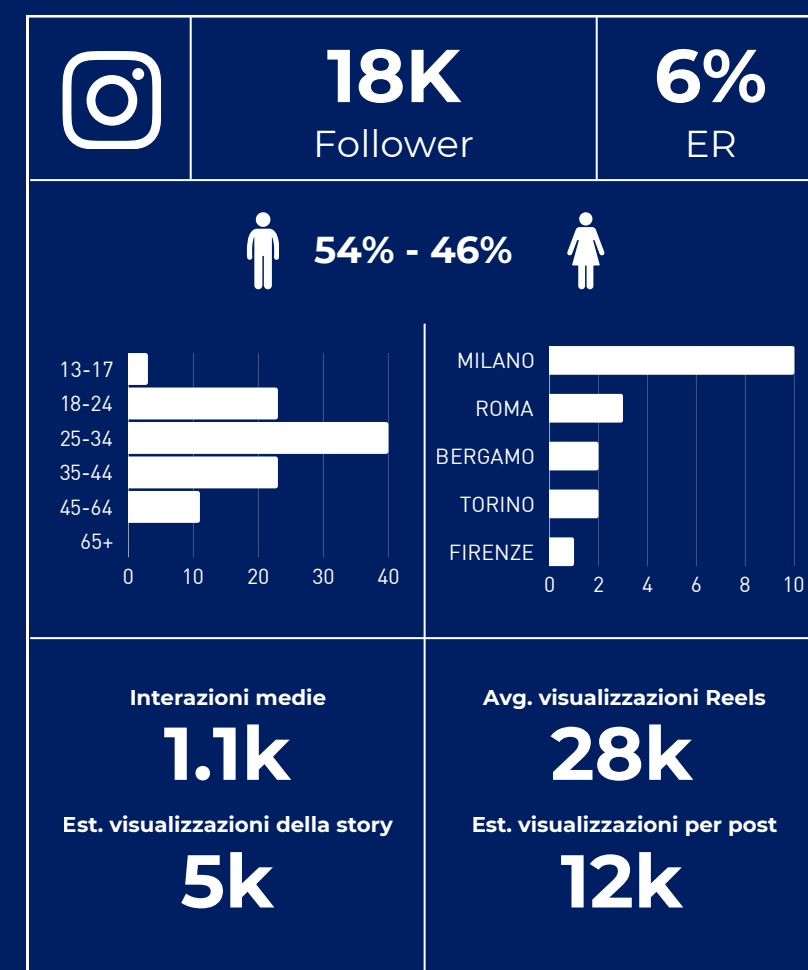 18K
Follower
6%
ER
54% - 46%
13-17
18-24
25-34
35-44
45-64
65+
0 10 20 30 40
MILANO
ROMA
BERGAMO
TORINO
FIRENZE
0 2 4 6 8 10
Interazioni medie
1.1k
Est. visualizzazioni della story
5k
Avg. visualizzazioni Reels
28k
Est. visualizzazioni per post
12k